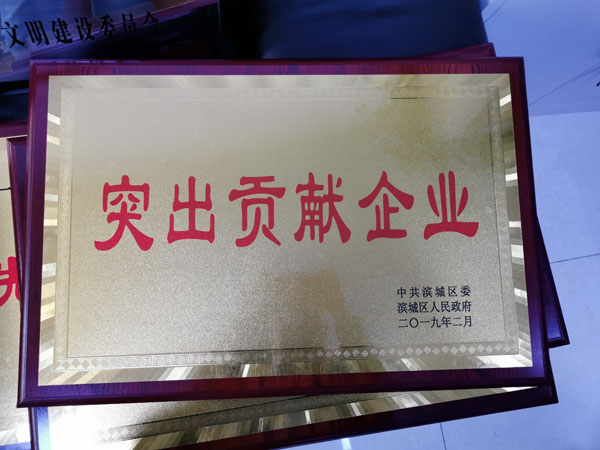 文明建设委员会
突出贡献企业
中共滨城区委
滨城区人民政府
二〇一九年二月